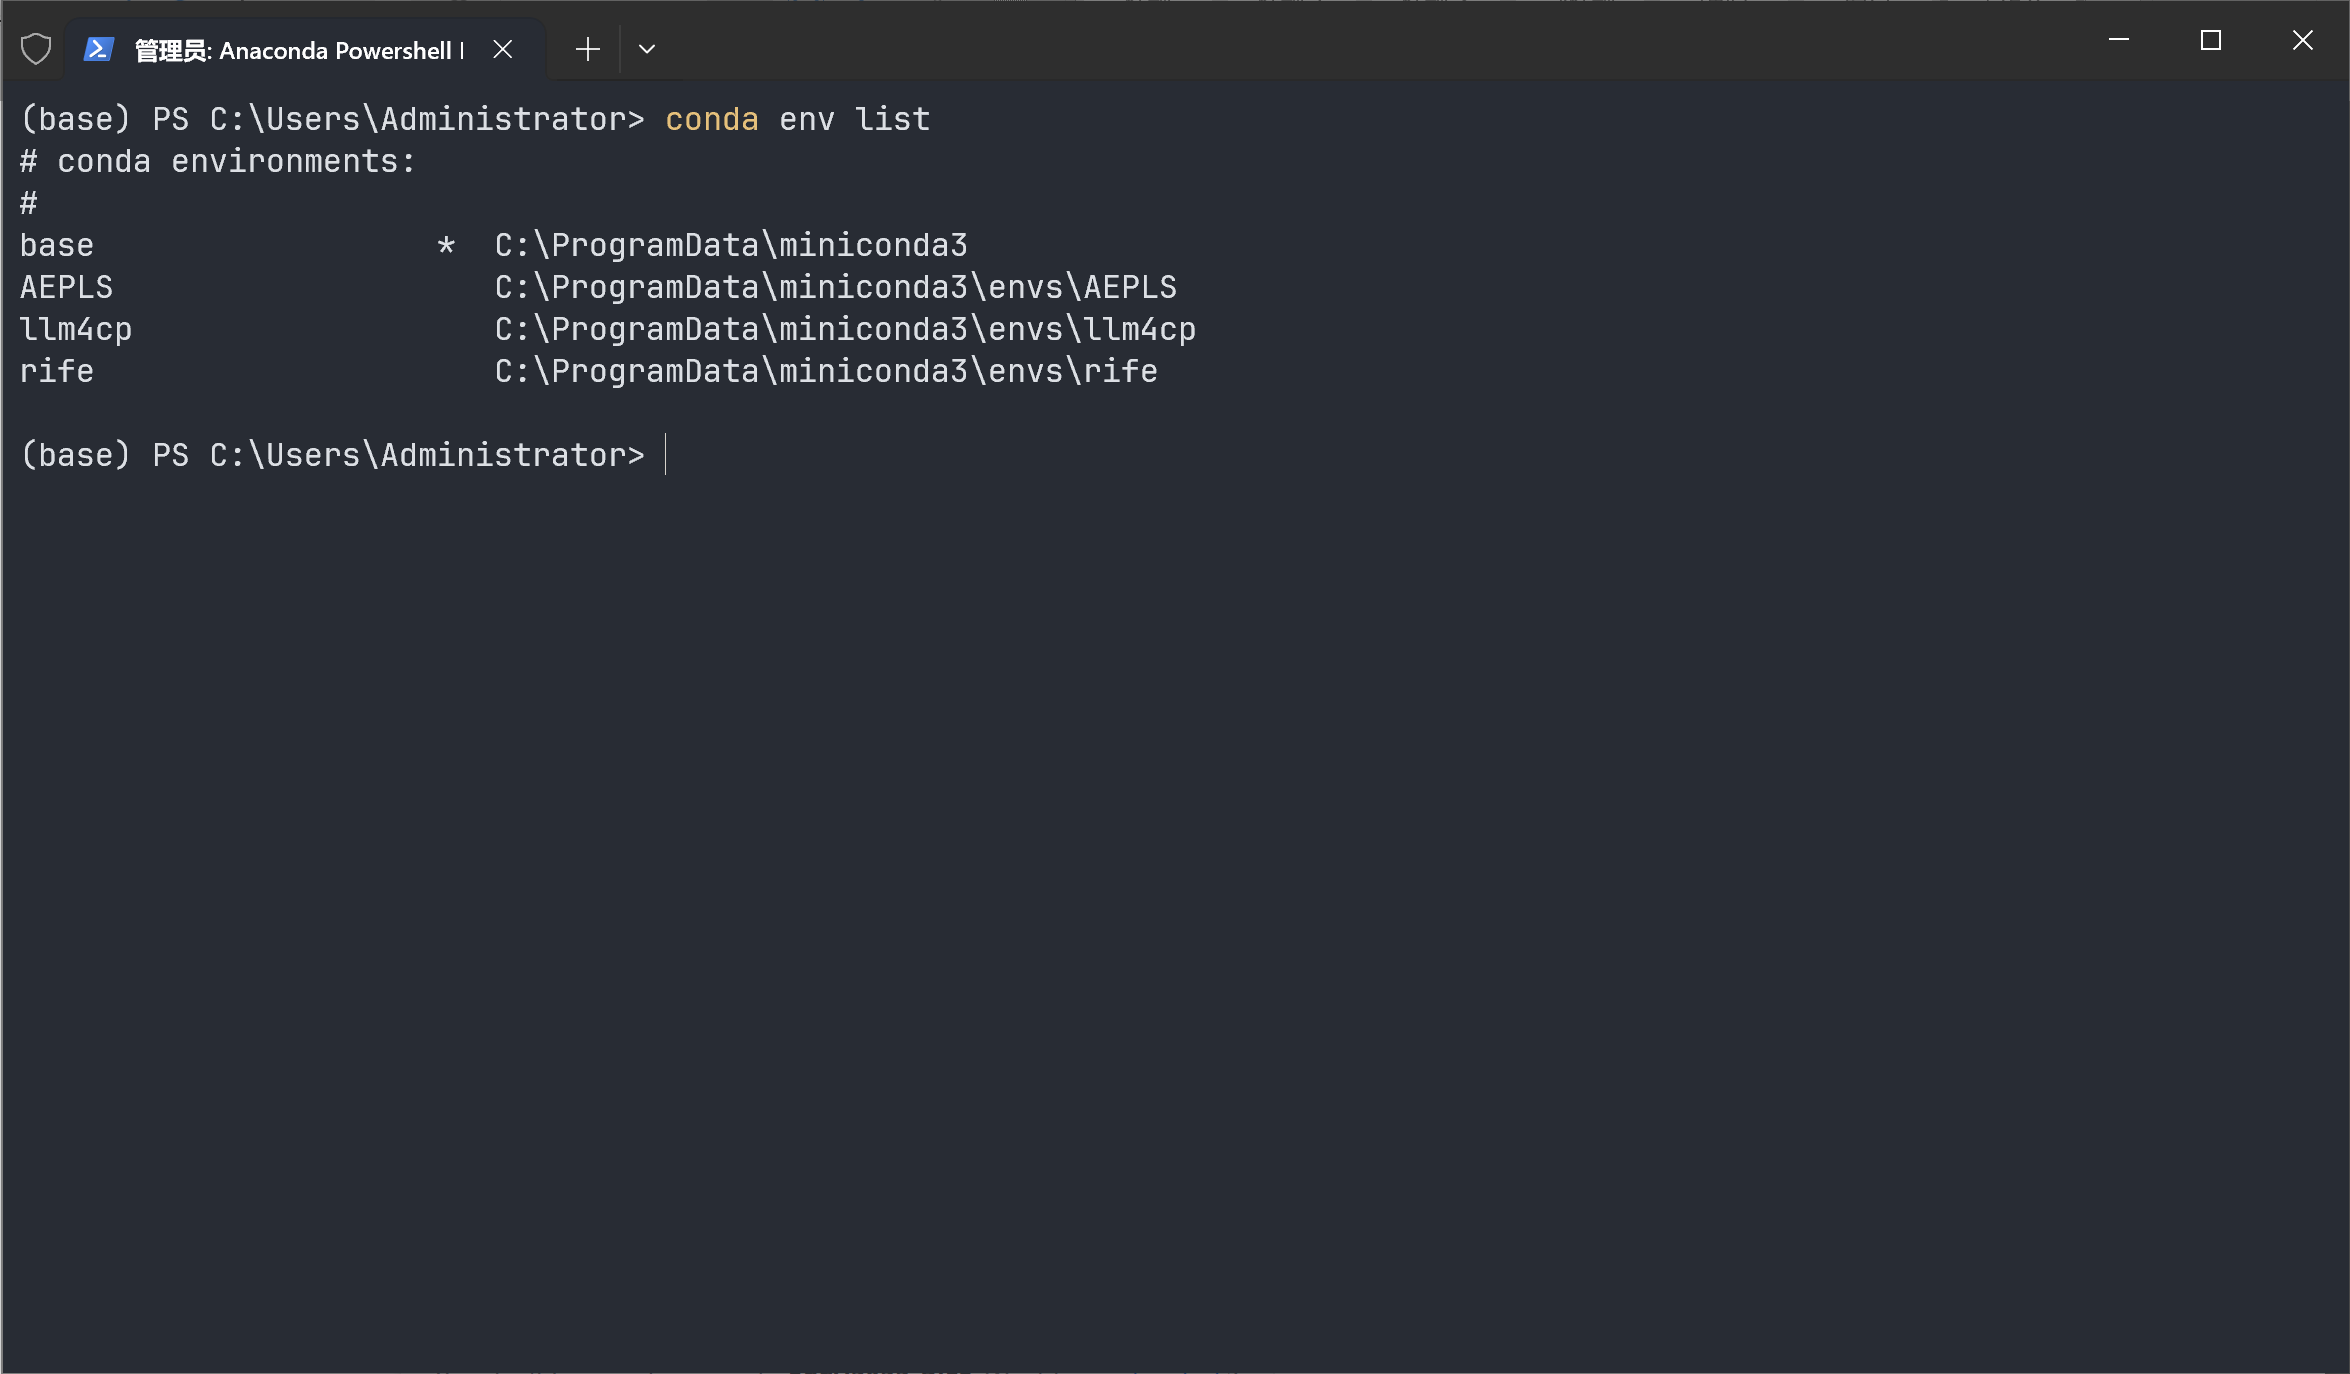 管理员: Anaconda Powershell
(base) PS C:\Users\Administrator> conda env list
# conda environments:
#
base                  *  C:\ProgramData\miniconda3
AEPLS                    C:\ProgramData\miniconda3\envs\AEPLS
llm4cp                   C:\ProgramData\miniconda3\envs\llm4cp
rife                     C:\ProgramData\miniconda3\envs\rife
(base) PS C:\Users\Administrator>